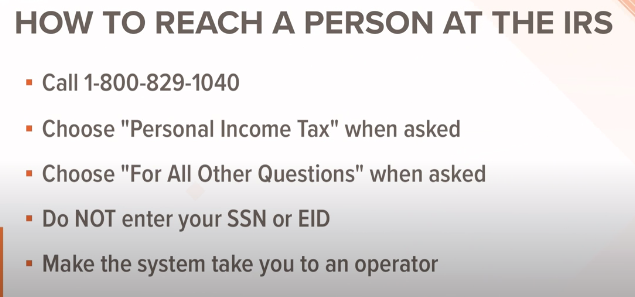 HOW TO REACH A PERSON AT THE IRS
Call 1-800-829-1040
Choose "Personal Income Tax" when asked
Choose "For All Other Questions" when asked
Do NOT enter your SSN or EID
Make the system take you to an operator